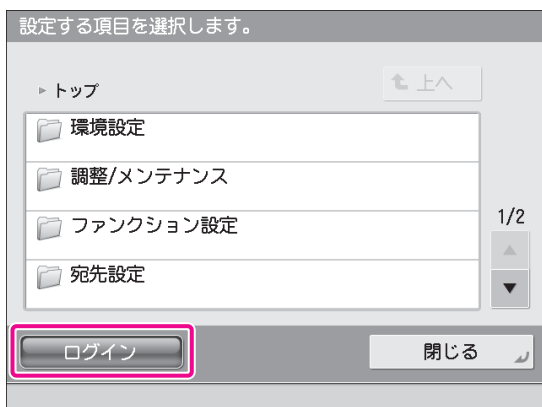 設定する項目を選択します。
トップ
上へ
環境設定
調整/メンテナンス
ファンクション設定
宛先設定
1/2
ログイン
閉じる